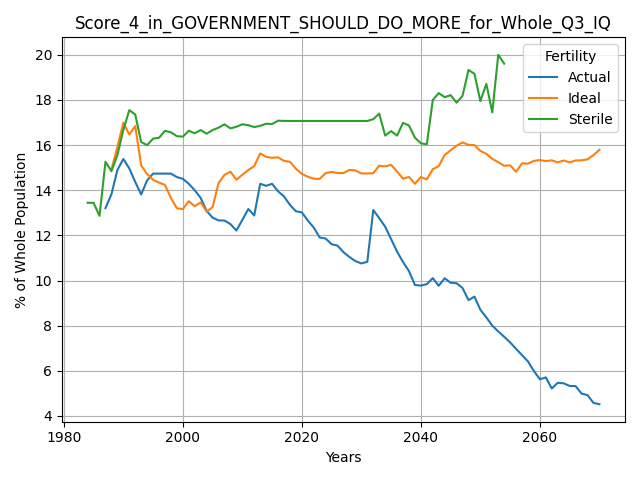 Score_4_in_GOVERNMENT_SHOULD_DO_MORE_for_Whole_Q3_IQ
% of Whole Population
20
18
16
14
12
10
8
6
4
Fertility
Actual
Ideal
Sterile
1980
2000
2020
2040
2060
Years